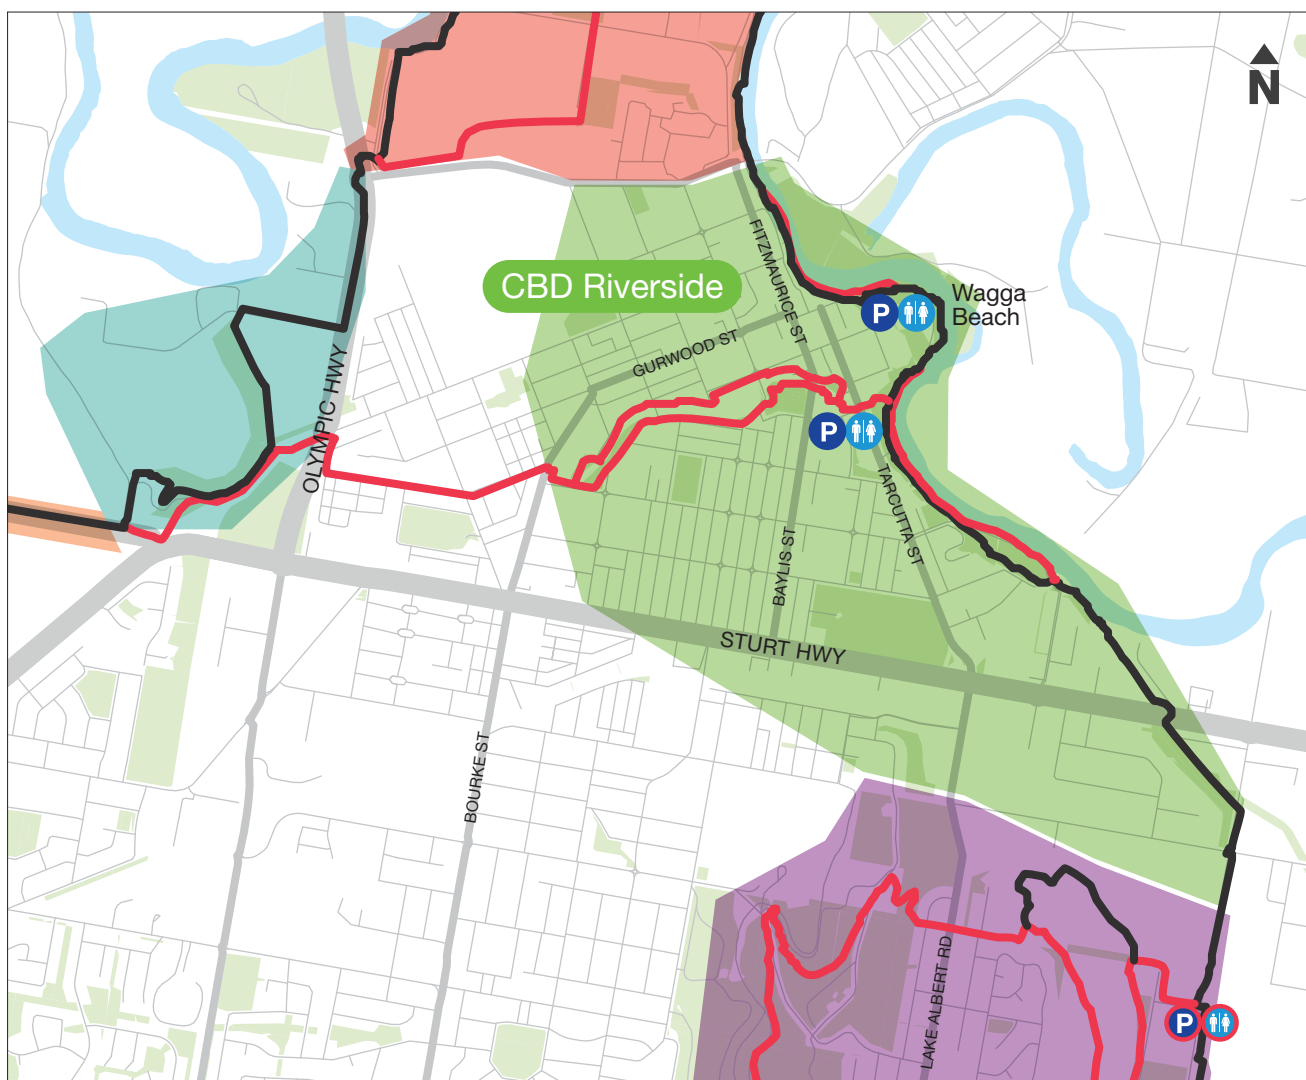 N
CBD Riverside
FITZMAURICE ST
Wagga
Beach
P
GURWOOD ST
OLYMPIC HWY
P
TARCUTTA ST
BAYLIS ST
STURT HWY
BOURKE ST
LAKE ALBERT RD
P